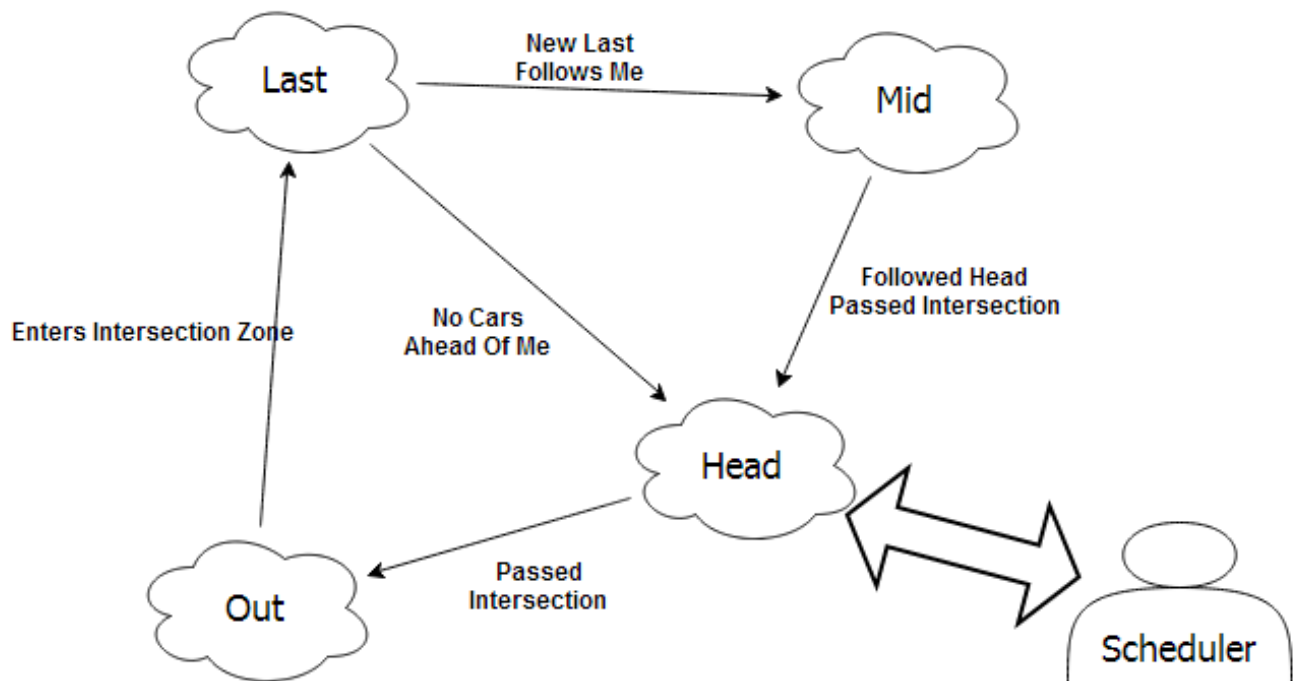 Last
New Last
Follows Me
Mid
Followed Head
Passed Intersection
Enters Intersection Zone
No Cars
Ahead Of Me
Head
Passed
Intersection
Out
Scheduler